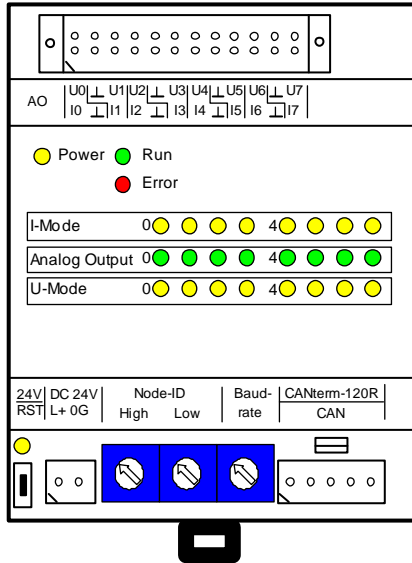 U0 U1 U2 U3 U4 U5 U6 U7
AO I0 I1 I2 I3 I4 I5 I6 I7
Power Run
Error
I-Mode 0 4
Analog Output 0 4
U-Mode 0 4
24V DC 24V Node-ID Baud- CANterm-120R
RST L+ 0G High Low rate CAN